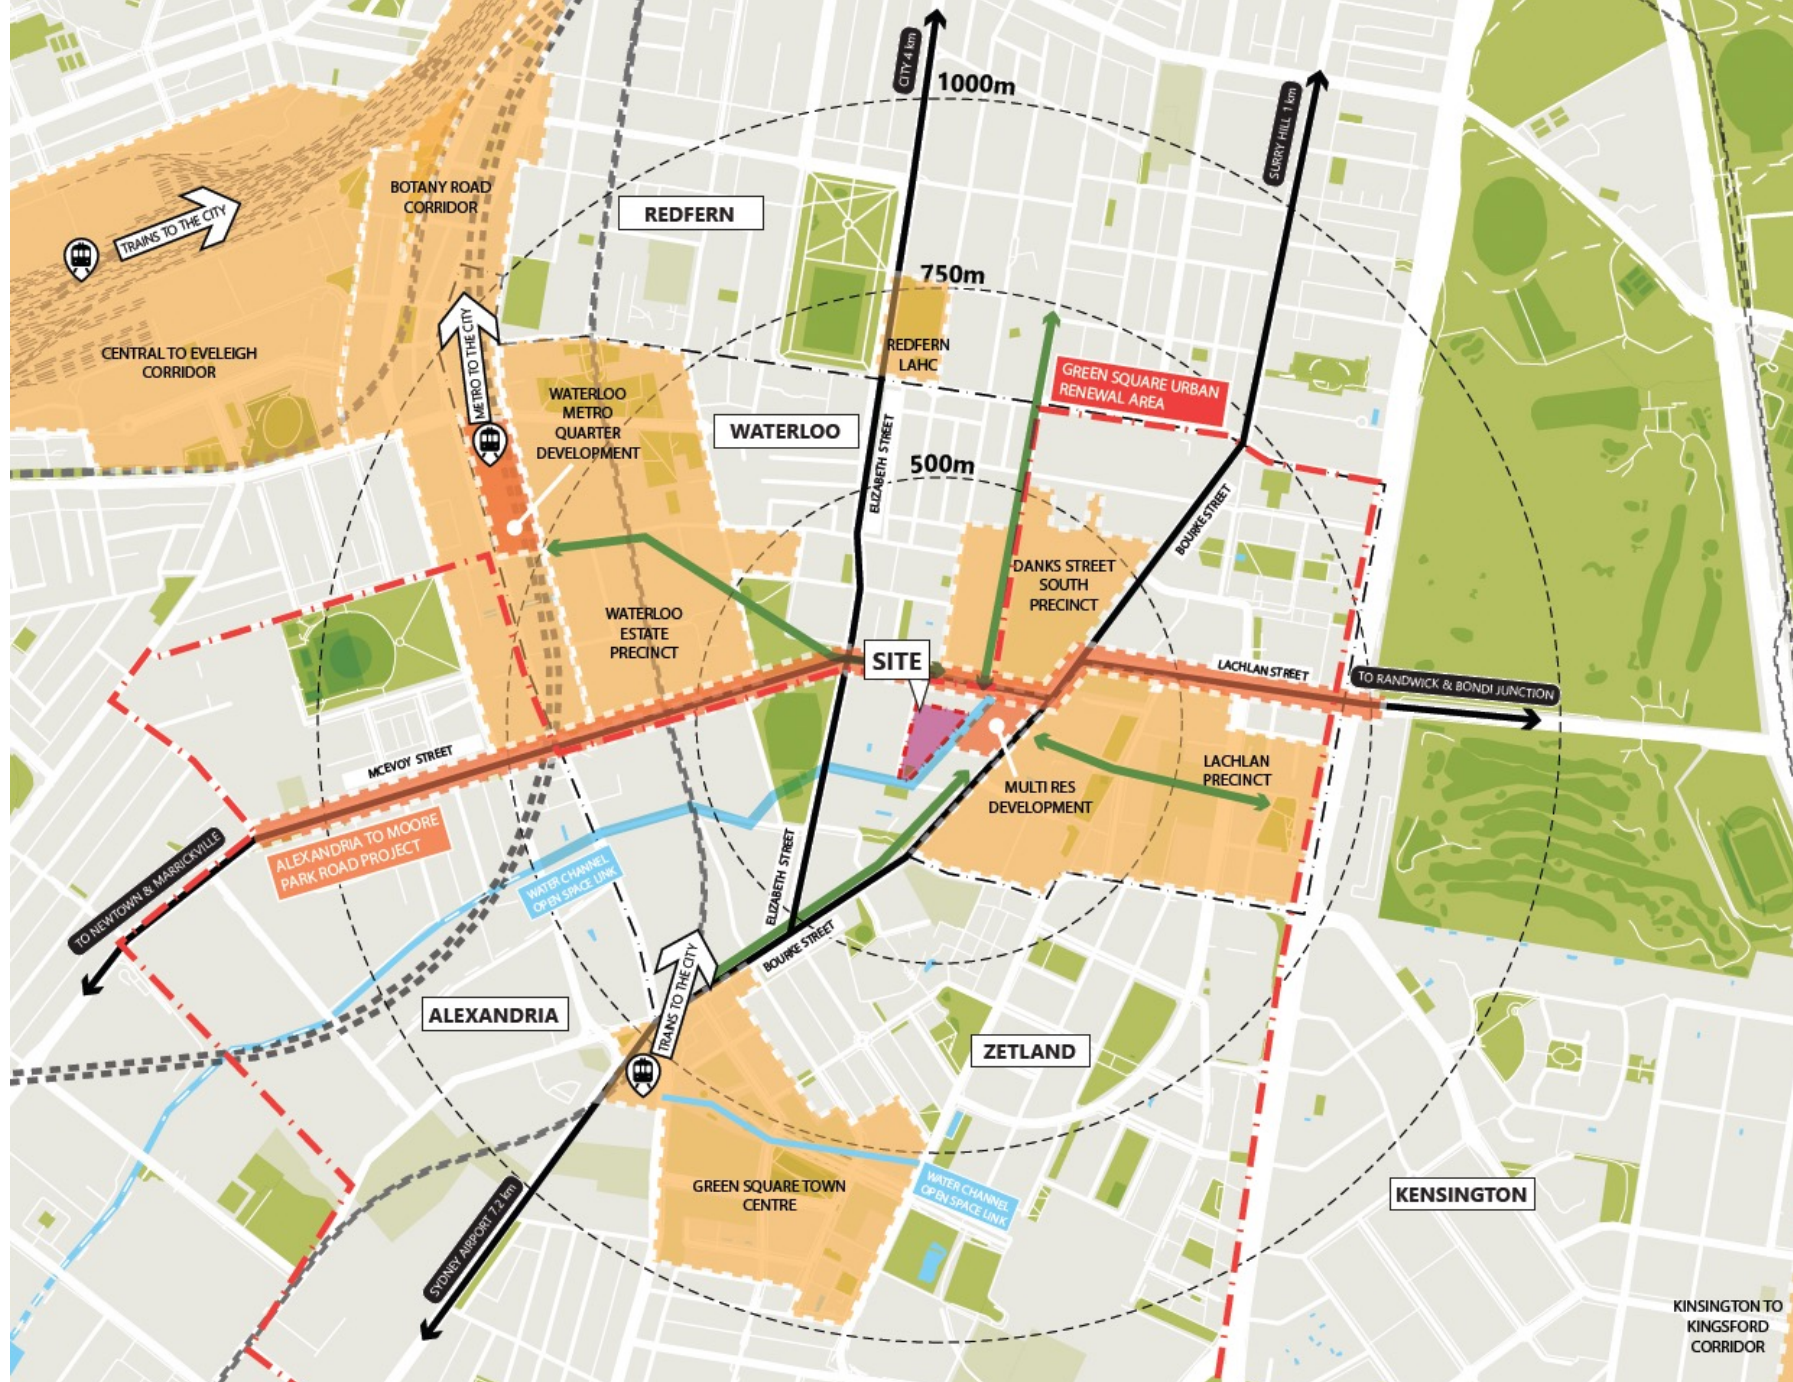 CITY 4 km
1000m
SURRY HILL 1 km
BOTANY ROAD
CORRIDOR
REDFERN
TRAINS TO THE CITY
750m
METRO TO THE CITY
CENTRAL TO EVELEIGH
CORRIDOR
REDFERN
LAHC
GREEN SQUARE URBAN
RENEWAL AREA
WATERLOO
METRO
QUARTER
DEVELOPMENT
WATERLOO
500m
ELIZABETH STREET
BOURKE STREET
DANKS STREET
SOUTH
PRECINCT
WATERLOO
ESTATE
PRECINCT
SITE
LACHLAN STREET
TO RANDWICK & BONDI JUNCTION
MCEVOY STREET
LACHLAN
PRECINCT
MULTI RES
DEVELOPMENT
ALEXANDRIA TO MOORE
PARK ROAD PROJECT
TO NEWTOWN & MARRICKVILLE
WATER CHANNEL
OPEN SPACE LINK
ELIZABETH STREET
BOURKE STREET
TRAINS TO THE CITY
ALEXANDRIA
ZETLAND
GREEN SQUARE TOWN
CENTRE
WATER CHANNEL
OPEN SPACE LINK
KENSINGTON
SYDNEY AIRPORT 7.2 km
KINSINGTON TO
KINGSFORD
CORRIDOR